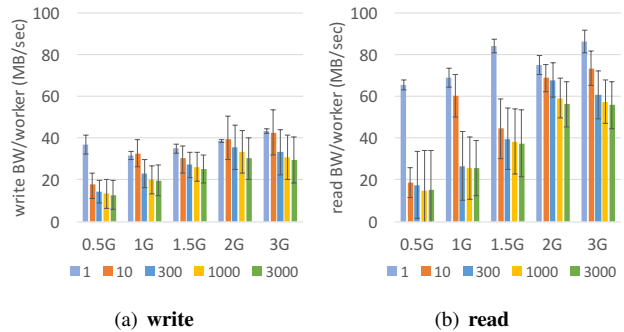 write BW/worker (MB/sec)
100
80
60
40
20
0
0.5G 1G 1.5G 2G 3G
1 10 300 1000 3000
(a) write
read BW/worker (MB/sec)
100
80
60
40
20
0
0.5G 1G 1.5G 2G 3G
1 10 300 1000 3000
(b) read